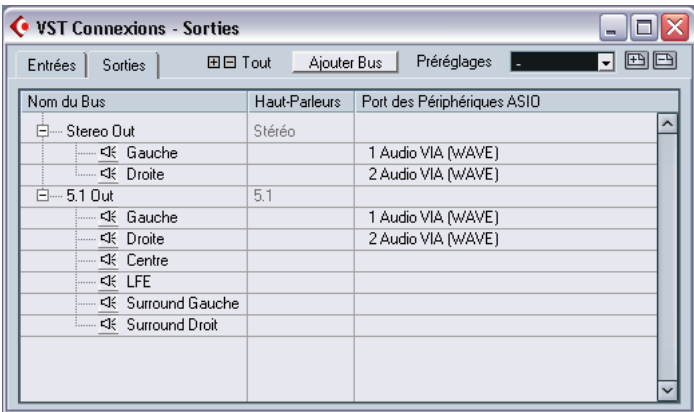 VST Connexions - Sorties
Entrées Sorties Tout Ajouter Bus Préréglages -
Nom du Bus Haut-Parleurs Port des Périphériques ASIO
Stereo Out Stéréo
Gauche 1 Audio VIA (WAVE)
Droite 2 Audio VIA (WAVE)
5.1 Out 5.1
Gauche 1 Audio VIA (WAVE)
Droite 2 Audio VIA (WAVE)
Centre
LFE
Surround Gauche
Surround Droit